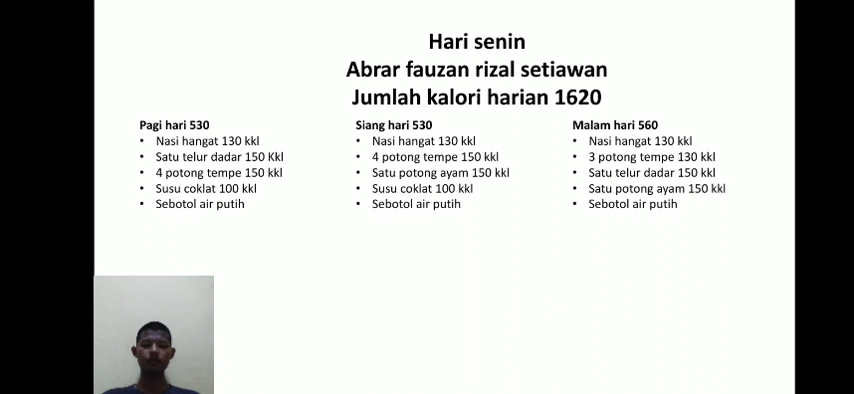 Hari senin
Abrar fauzan rizal setiawan
Jumlah kalori harian 1620
Pagi hari 530
• Nasi hangat 130 kkl
• Satu telur dadar 150 Kkl
• 4 potong tempe 150 kkl
• Susu coklat 100 kkl
• Sebotol air putih
Siang hari 530
• Nasi hangat 130 kkl
• 4 potong tempe 150 kkl
• Satu potong ayam 150 kkl
• Susu coklat 100 kkl
• Sebotol air putih
Malam hari 560
• Nasi hangat 130 kkl
• 3 potong tempe 130 kkl
• Satu telur dadar 150 kkl
• Satu potong ayam 150 kkl
• Sebotol air putih